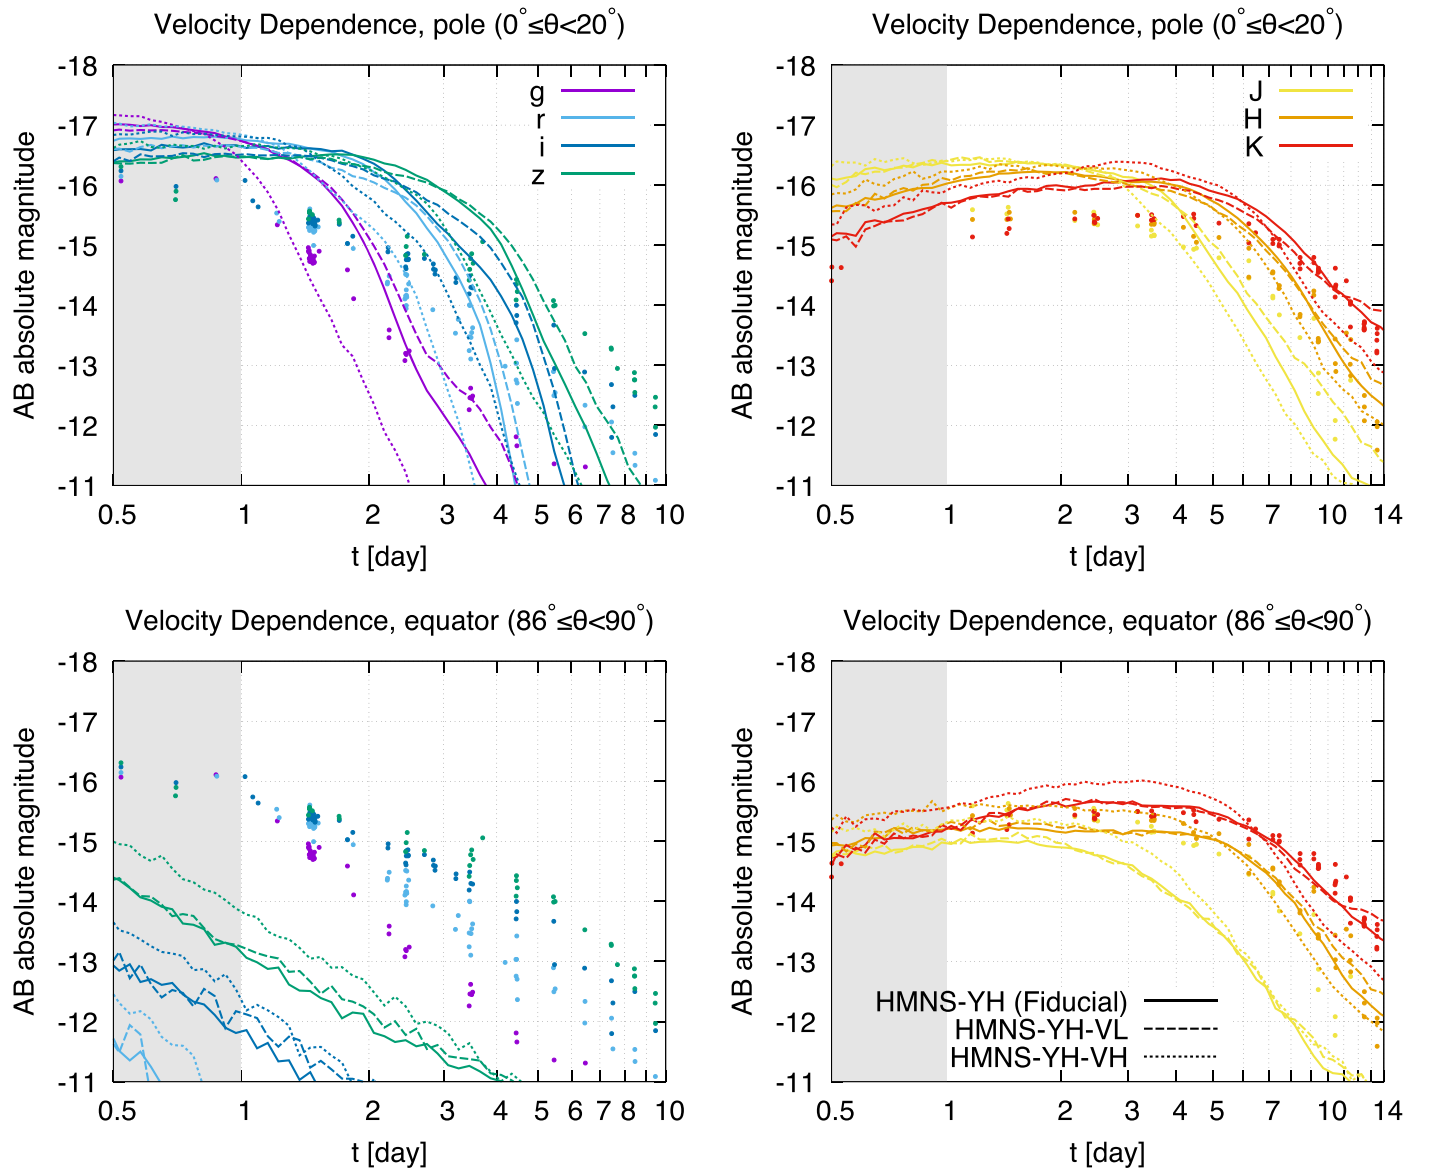 Velocity Dependence, pole (0°≤θ<20°)
AB absolute magnitude
-18
-17
-16
-15
-14
-13
-12
-11
0.5 1 2 3 4 5 6 7 8 10
t [day]
g
r
i
z
Velocity Dependence, pole (0°≤θ<20°)
AB absolute magnitude
-18
-17
-16
-15
-14
-13
-12
-11
0.5 1 2 3 4 5 7 10 14
t [day]
J
H
K
Velocity Dependence, equator (86°≤θ<90°)
AB absolute magnitude
-18
-17
-16
-15
-14
-13
-12
-11
0.5 1 2 3 4 5 6 7 8 10
t [day]
Velocity Dependence, equator (86°≤θ<90°)
AB absolute magnitude
-18
-17
-16
-15
-14
-13
-12
-11
0.5 1 2 3 4 5 7 10 14
t [day]
HMNS-YH (Fiducial)
HMNS-YH-VL
HMNS-YH-VH